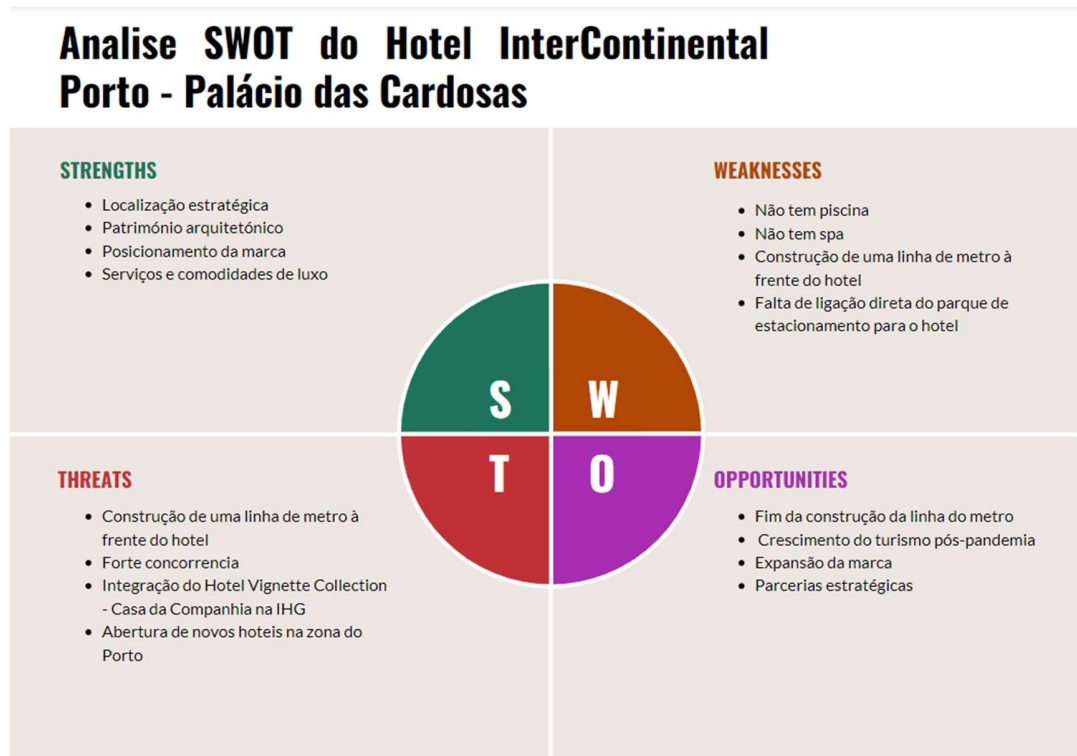 Analise SWOT do Hotel InterContinental
Porto - Palácio das Cardosas
STRENGTHS
Localização estratégica
Património arquitetónico
Posicionamento da marca
Serviços e comodidades de luxo
WEAKNESSES
Não tem piscina
Não tem spa
Construção de uma linha de metro à
frente do hotel
Falta de ligação direta do parque de
estacionamento para o hotel
S
W
T
O
THREATS
Construção de uma linha de metro à
frente do hotel
Forte concorrencia
Integração do Hotel Vignette Collection
- Casa da Companhia na IHG
Abertura de novos hoteis na zona do
Porto
OPPORTUNITIES
Fim da construção da linha do metro
Crescimento do turismo pós-pandemia
Expansão da marca
Parcerias estratégicas